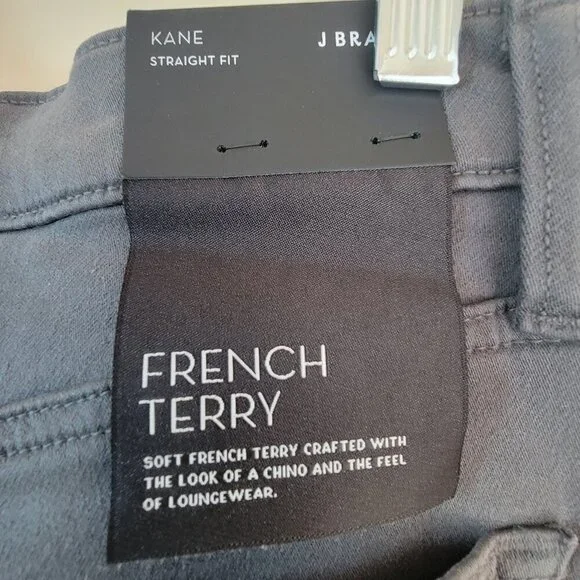 KANE
J BRA
STRAIGHT FIT
FRENCH
TERRY
SOFT FRENCH TERRY CRAFTED WITH
THE LOOK OF A CHINO AND THE FEEL
OF LOUNGEWEAR.